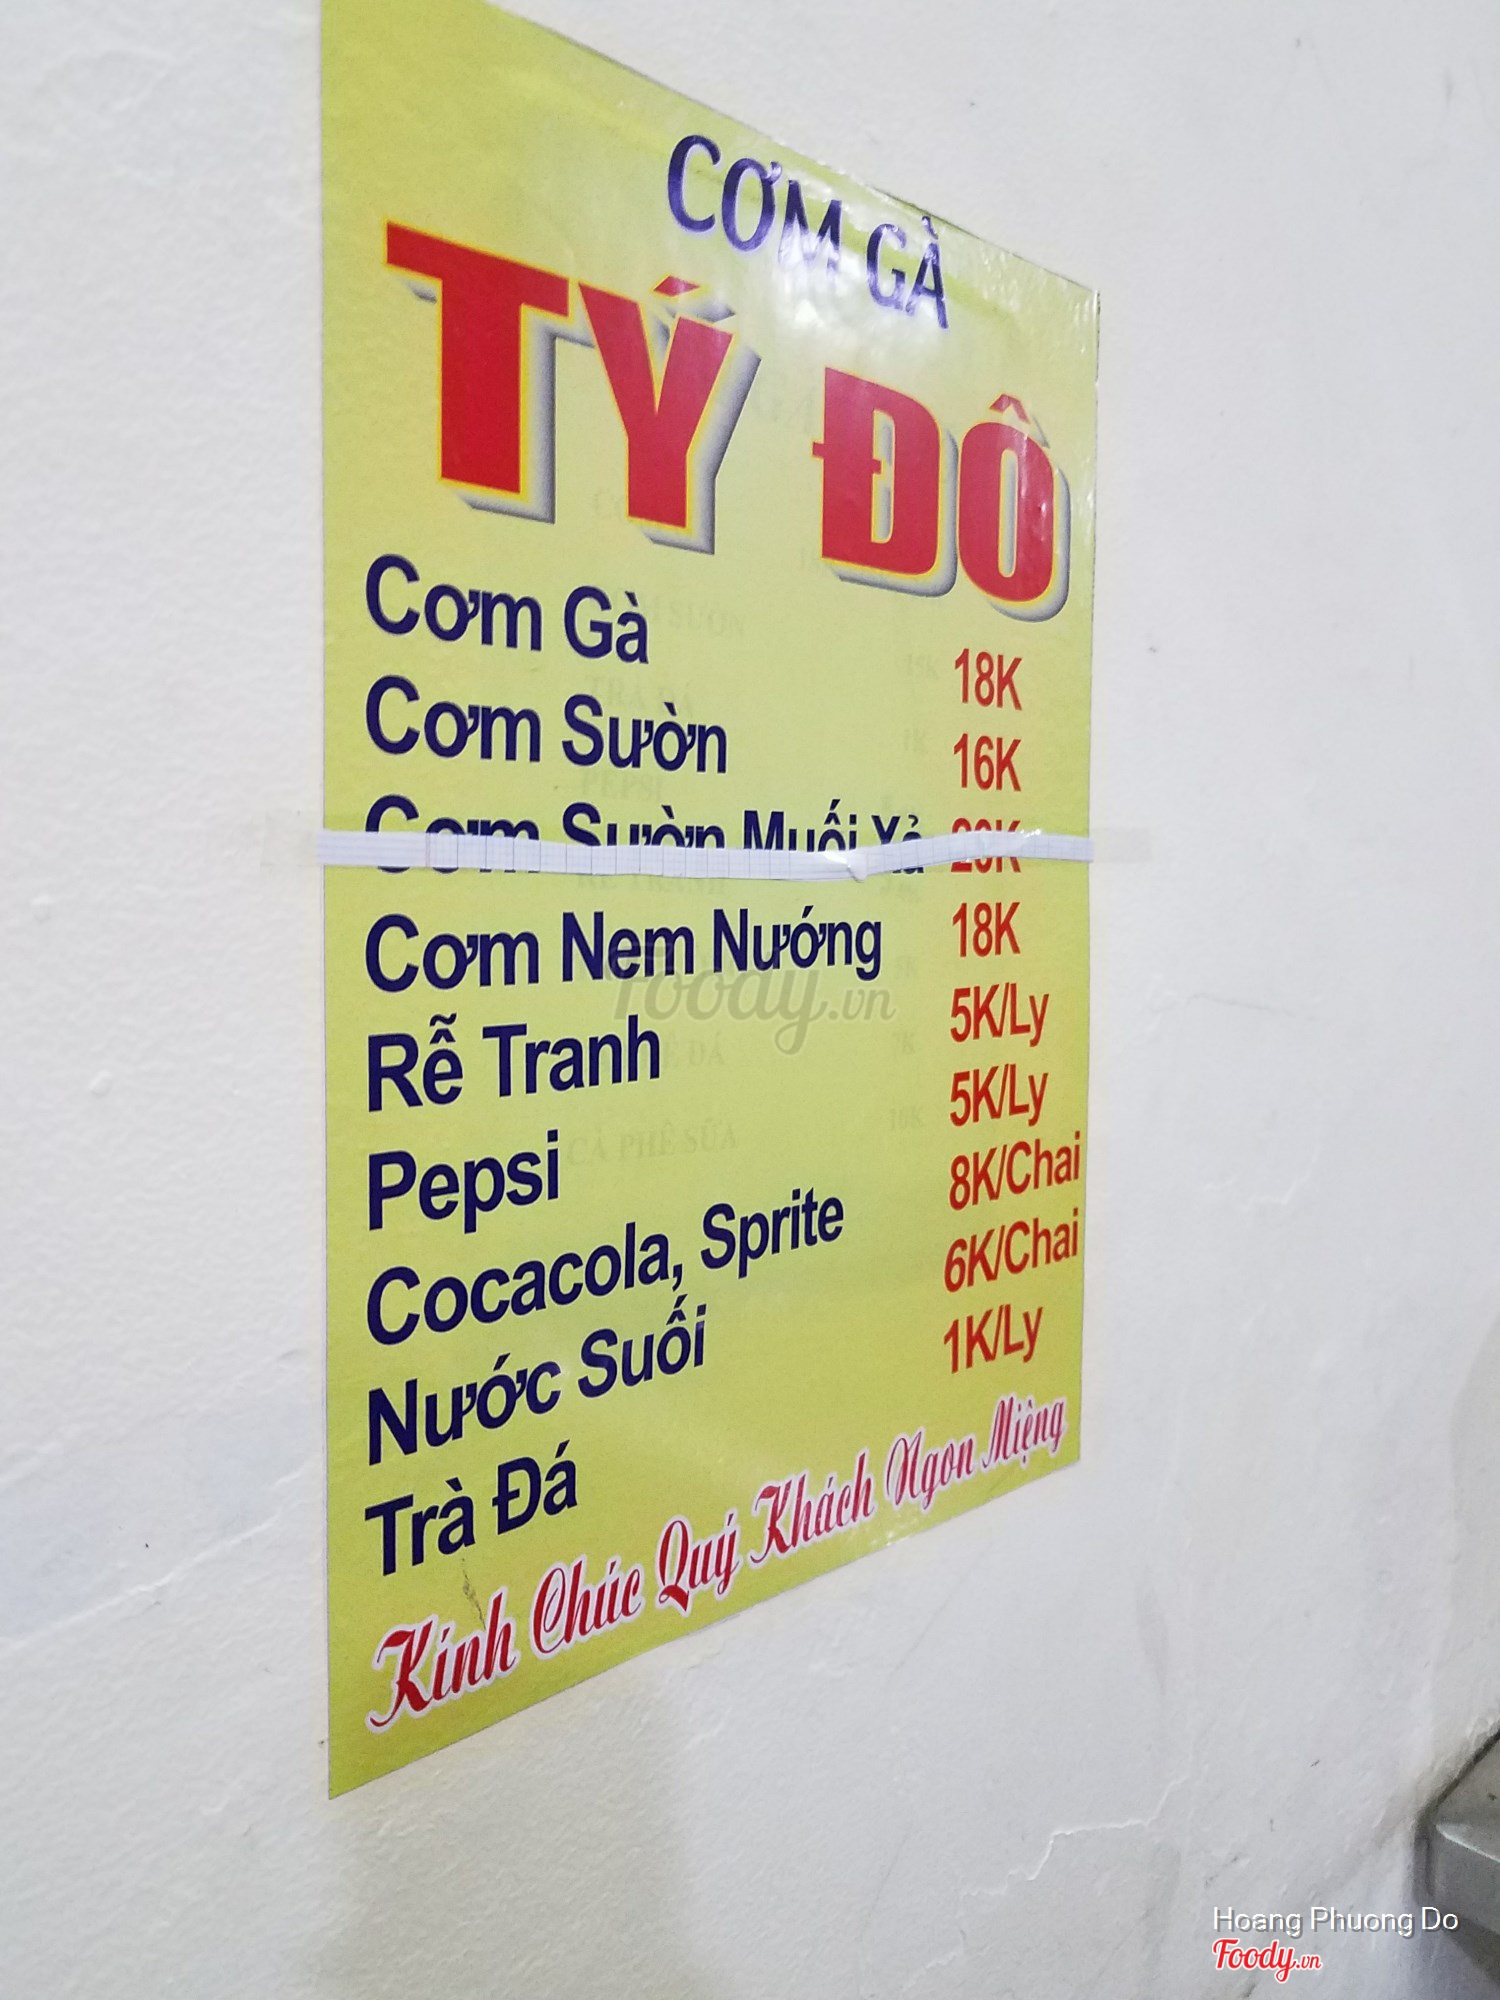 CƠM GÀ
TÝ ĐÔ
Cơm Gà 18K
Cơm Sườn 16K
Cơm Sườn Muối Xả 20K
Cơm Nem Nướng 18K
Rễ Tranh 5K/Ly
Pepsi 5K/Ly
Cocacola, Sprite 8K/Chai
Nước Suối 6K/Chai
Trà Đá 1K/Ly
Kính Chúc Quý Khách Ngon Miệng
Foody.vn
Hoang Phuong Do
Foody.vn